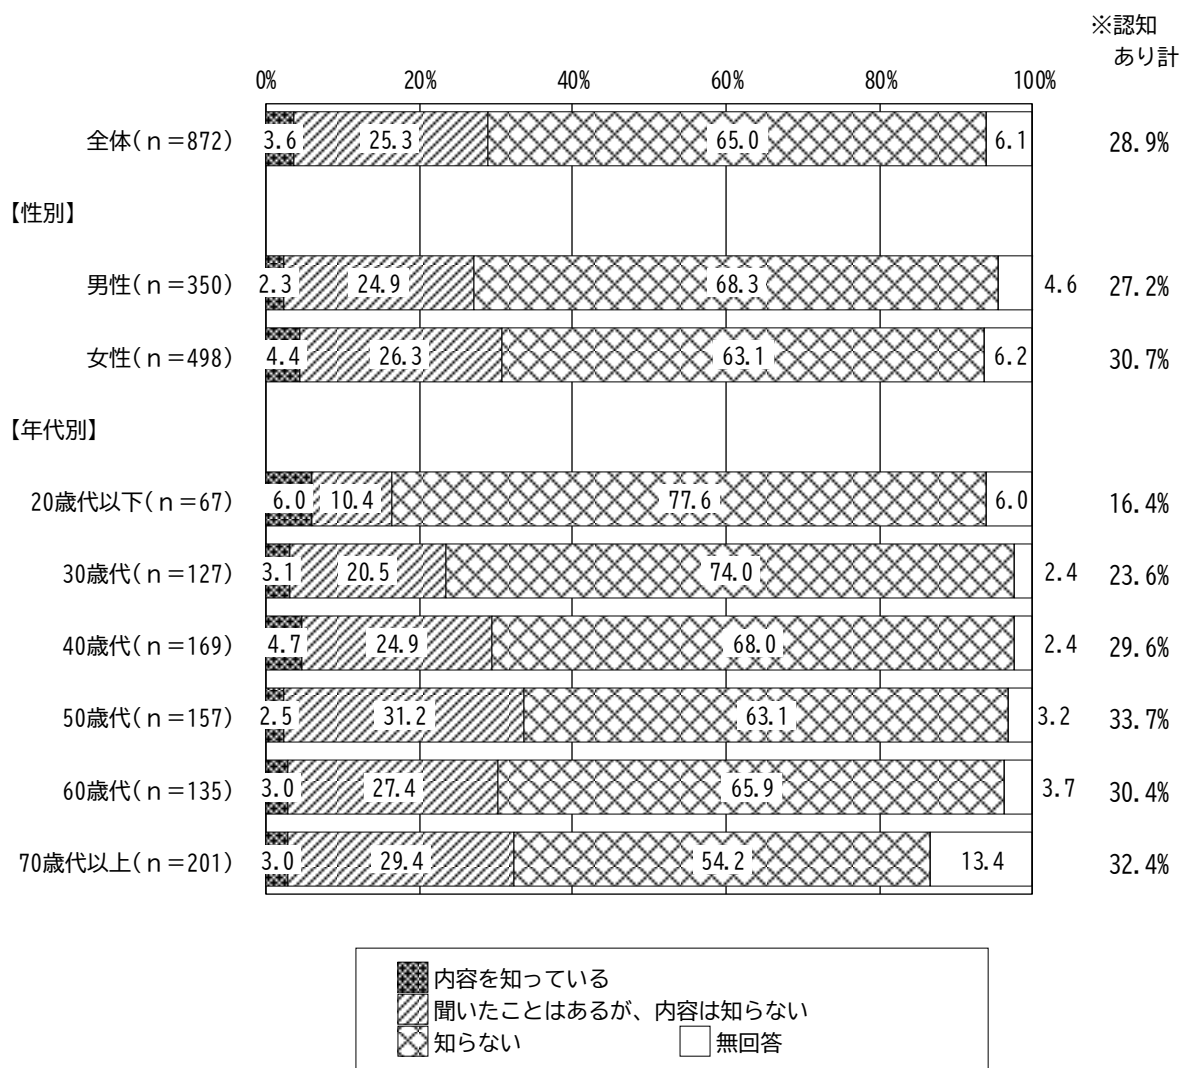 ※認知
あり計
0% 20% 40% 60% 80% 100%
全体(ｎ=872) 3.6 25.3 65.0 6.1 28.9%
【性別】
男性(ｎ=350) 2.3 24.9 68.3 4.6 27.2%
女性(ｎ=498) 4.4 26.3 63.1 6.2 30.7%
【年代別】
20歳代以下(ｎ=67) 6.0 10.4 77.6 6.0 16.4%
30歳代(ｎ=127) 3.1 20.5 74.0 2.4 23.6%
40歳代(ｎ=169) 4.7 24.9 68.0 2.4 29.6%
50歳代(ｎ=157) 2.5 31.2 63.1 3.2 33.7%
60歳代(ｎ=135) 3.0 27.4 65.9 3.7 30.4%
70歳代以上(ｎ=201) 3.0 29.4 54.2 13.4 32.4%
内容を知っている
聞いたことはあるが、内容は知らない
知らない 無回答